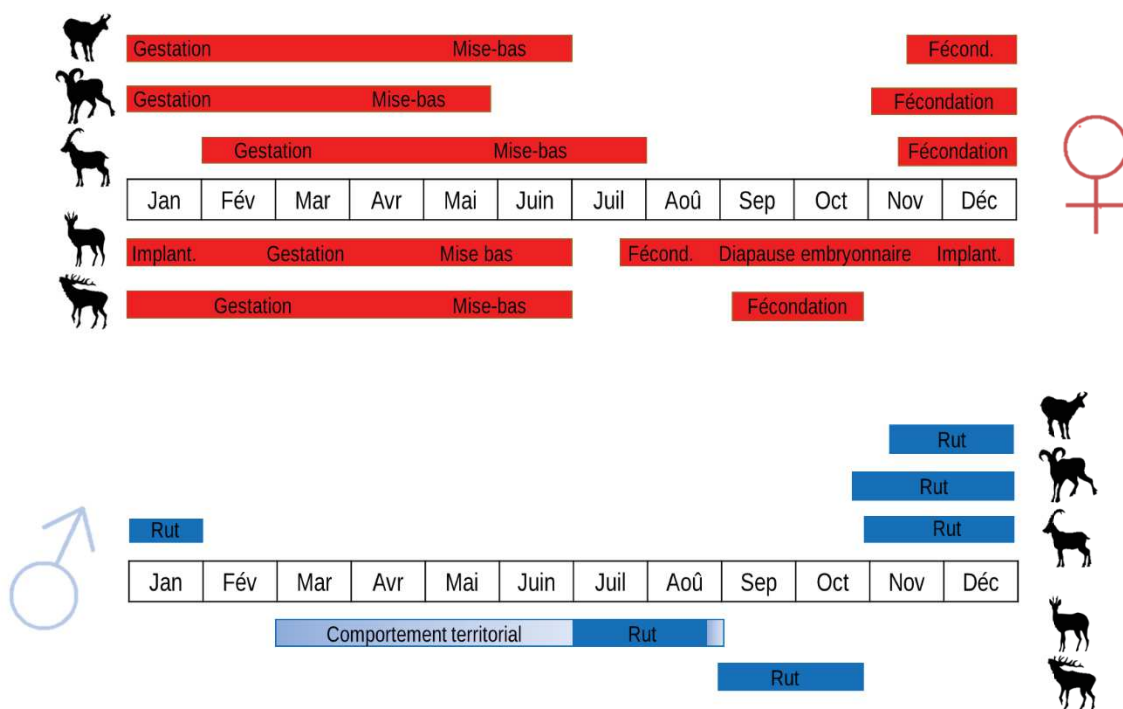 Gestation Mise-bas Fécond.
Gestation Mise-bas Fécondation
Gestation Mise-bas Fécondation
Jan Fév Mar Avr Mai Juin Juil Aoû Sep Oct Nov Déc
Implant. Gestation Mise bas Fécond. Diapause embryonnaire Implant.
Gestation Mise-bas Fécondation
Rut
Rut
Rut Rut
Jan Fév Mar Avr Mai Juin Juil Aoû Sep Oct Nov Déc
Comportement territorial Rut
Rut